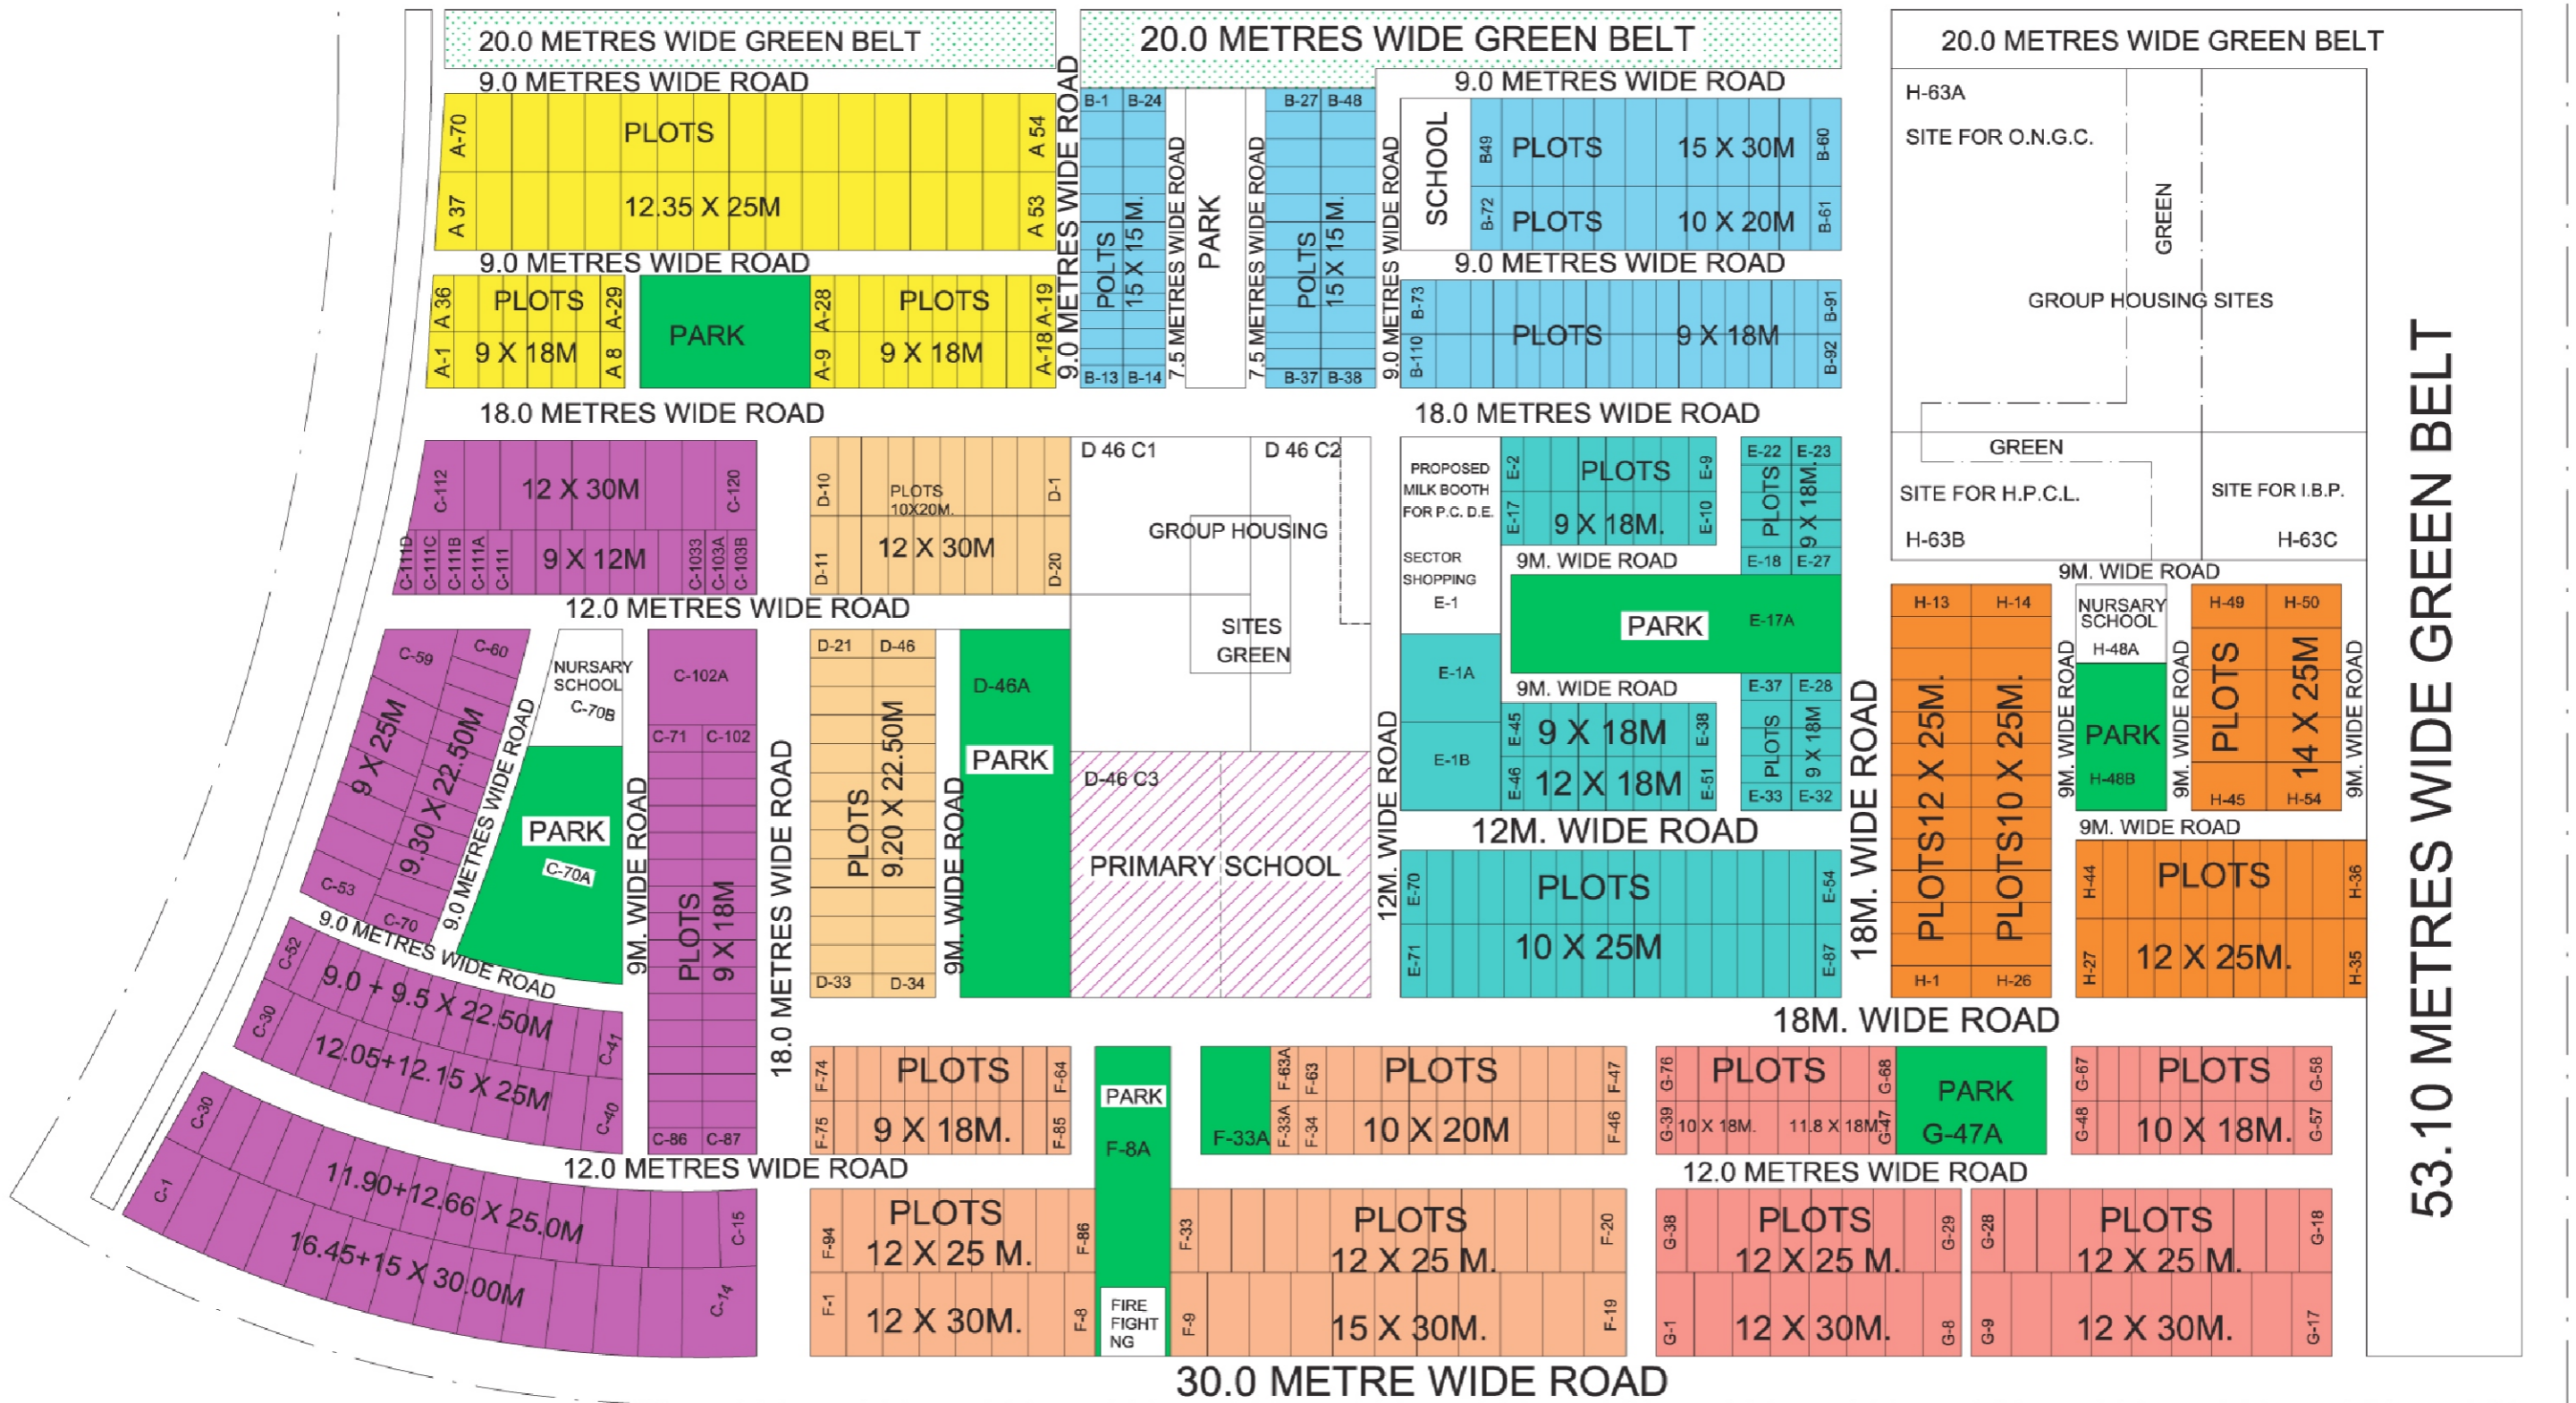 20.0 METRES WIDE GREEN BELT
9.0 METRES WIDE ROAD
A-70
PLOTS
A 54
A 37
12.35 X 25M
A 53
9.0 METRES WIDE ROAD
A 36
PLOTS
A-29
A-1
9 X 18M
A 8
PARK
A-28
PLOTS
A-19
A-9
9 X 18M
A-18
18.0 METRES WIDE ROAD
9.0 METRES WIDE ROAD
20.0 METRES WIDE GREEN BELT
B-1
B-24
POLTS
15 X 15 M.
B-13
B-14
7.5 METRES WIDE ROAD
PARK
7.5 METRES WIDE ROAD
B-27
B-48
POLTS
15 X 15 M.
B-37
B-38
9.0 METRES WIDE ROAD
9.0 METRES WIDE ROAD
SCHOOL
B49
PLOTS
15 X 30M
B-60
B-72
PLOTS
10 X 20M
B-61
9.0 METRES WIDE ROAD
B-73
B-91
PLOTS
9 X 18M
B-110
B-92
18.0 METRES WIDE ROAD
20.0 METRES WIDE GREEN BELT
H-63A
SITE FOR O.N.G.C.
GREEN
GROUP HOUSING SITES
GREEN
SITE FOR H.P.C.L.
H-63B
SITE FOR I.B.P.
H-63C
53.10 METRES WIDE GREEN BELT
C-112
12 X 30M
C-120
C-111D
C-111C
C-111B
C-111A
C-111
9 X 12M
C-1033
C-103A
C-103B
12.0 METRES WIDE ROAD
C-59
C-60
9 X 25M
9.30 X 22.50M
C-53
C-70
9.0 METRES WIDE ROAD
NURSARY
SCHOOL
C-70B
PARK
C-70A
9M. WIDE ROAD
C-102A
C-71
C-102
PLOTS
9 X 18M
C-86
C-87
18.0 METRES WIDE ROAD
9.0 METRES WIDE ROAD
C-52
9.0 + 9.5 X 22.50M
C-41
C-30
12.05+12.15 X 25M
C-40
12.0 METRES WIDE ROAD
C-30
11.90+12.66 X 25.0M
C-15
C-1
16.45+15 X 30.00M
C-14
D-10
PLOTS
10X20M.
D-1
D-11
12 X 30M
D-20
D-21
D-46
PLOTS
9.20 X 22.50M
D-33
D-34
9M. WIDE ROAD
D-46A
PARK
D 46 C1
D 46 C2
GROUP HOUSING
SITES
GREEN
D-46 C3
PRIMARY SCHOOL
12M. WIDE ROAD
PROPOSED
MILK BOOTH
FOR P.C. D.E.
SECTOR
SHOPPING
E-1
E-1A
E-1B
E-2
PLOTS
E-9
E-17
9 X 18M.
E-10
E-22
E-23
PLOTS
9 X 18M.
E-18
E-27
9M. WIDE ROAD
PARK
E-17A
9M. WIDE ROAD
E-37
E-28
E-45
9 X 18M
E-38
E-46
12 X 18M
E-51
PLOTS
9 X 18M
E-33
E-32
12M. WIDE ROAD
E-70
PLOTS
E-54
E-71
10 X 25M
E-87
18M. WIDE ROAD
9M. WIDE ROAD
H-13
H-14
PLOTS12 X 25M.
PLOTS10 X 25M.
H-1
H-26
9M. WIDE ROAD
NURSARY
SCHOOL
H-48A
PARK
H-48B
9M. WIDE ROAD
H-49
H-50
PLOTS
14 X 25M
H-45
H-54
9M. WIDE ROAD
9M. WIDE ROAD
H-44
PLOTS
H-36
H-27
12 X 25M.
H-35
18M. WIDE ROAD
F-74
PLOTS
F-64
F-75
9 X 18M.
F-85
PARK
F-8A
F-33A
F-63A
F-63
PLOTS
F-47
F-33A
F-34
10 X 20M
F-46
G-76
PLOTS
G-68
G-39
10 X 18M.
11.8 X 18M.
G-47
PARK
G-47A
G-67
PLOTS
G-58
G-48
10 X 18M.
G-57
12.0 METRES WIDE ROAD
F-94
PLOTS
12 X 25 M.
F-86
F-1
12 X 30M.
F-8
FIRE
FIGHT
NG
F-33
PLOTS
12 X 25 M.
F-20
F-9
15 X 30M.
F-19
G-38
PLOTS
12 X 25 M.
G-29
G-1
12 X 30M.
G-8
G-28
PLOTS
12 X 25 M.
G-18
G-9
12 X 30M.
G-17
30.0 METRE WIDE ROAD